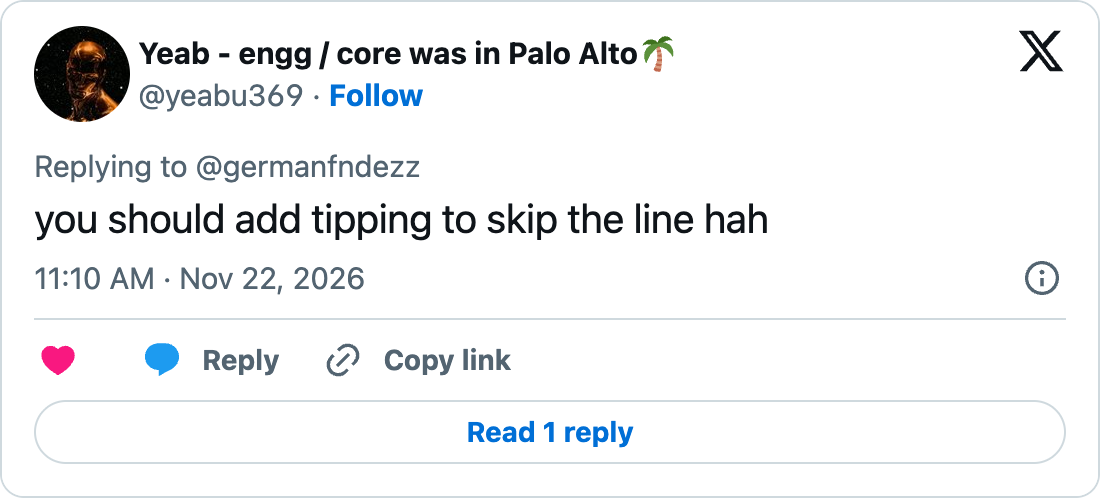 Yeab - engg / core was in Palo Alto🌴
@yeabu369 · Follow
Replying to @germanfndezz
you should add tipping to skip the line hah
11:10 AM · Nov 22, 2026
Reply
Copy link
Read 1 reply